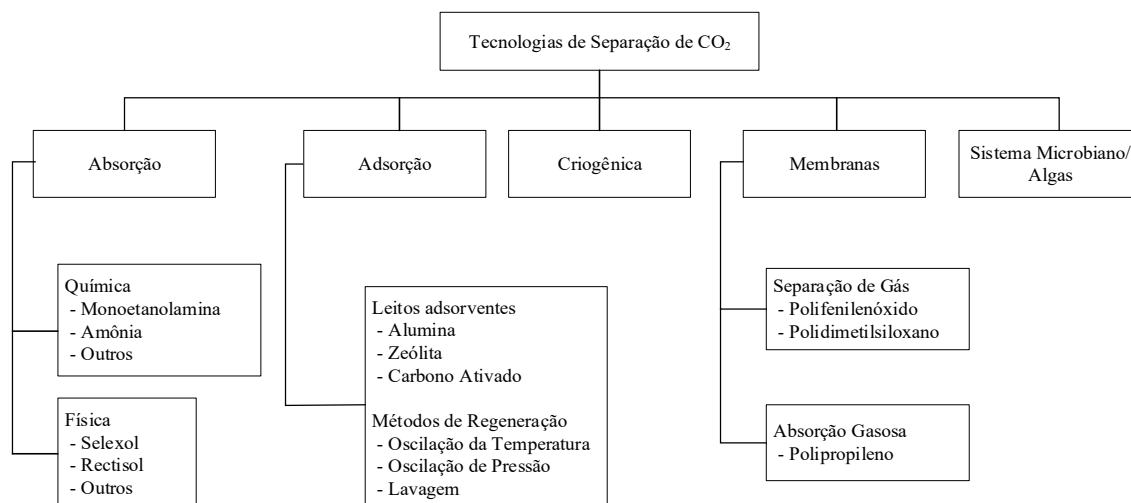 Tecnologias de Separação de CO₂
Absorção
Adsorção
Criogênica
Membranas
Sistema Microbiano/
Algas
Química
- Monoetanolamina
- Amônia
- Outros
Física
- Selexol
- Rectisol
- Outros
Leitos adsorventes
- Alumina
- Zeólita
- Carbono Ativado
Métodos de Regeneração
- Oscilação da Temperatura
- Oscilação de Pressão
- Lavagem
Separação de Gás
- Polifenilenóxido
- Polidimetilsiloxano
Absorção Gasosa
- Polipropileno